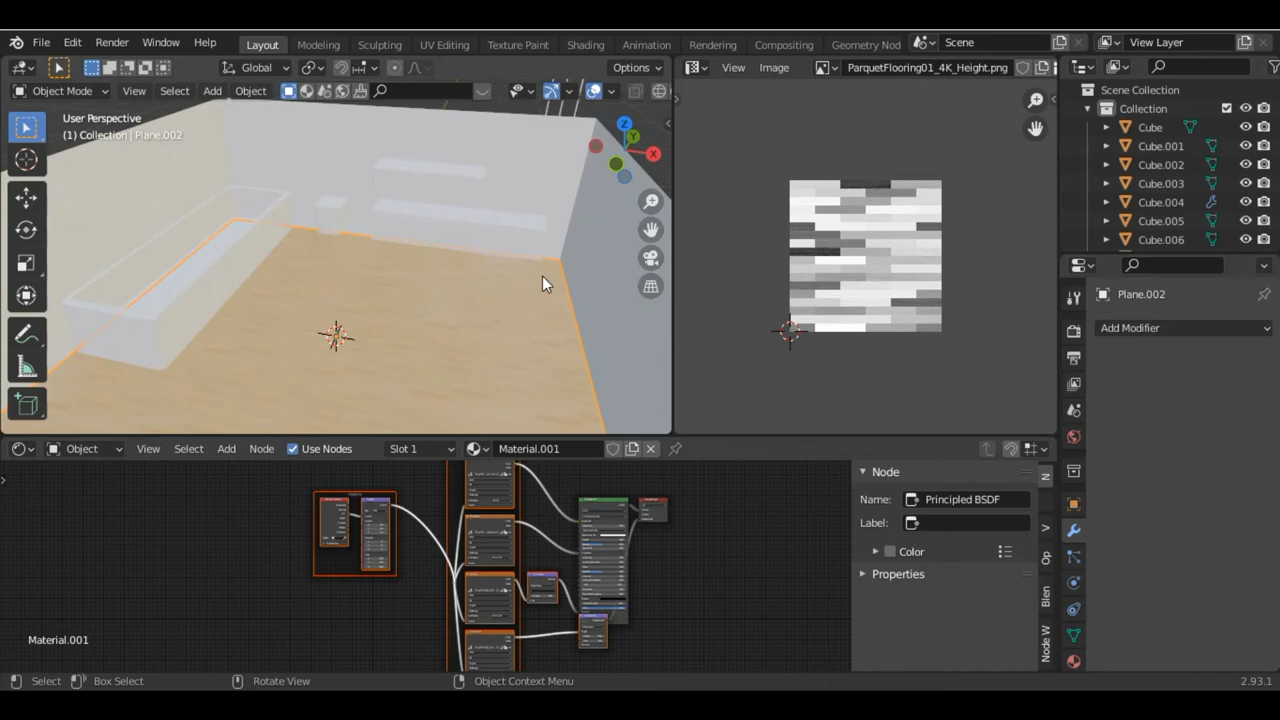 File Edit Render Window Help
Layout Modeling Sculpting UV Editing Texture Paint Shading Animation Rendering Compositing Geometry Nod
Scene
View Layer
Global
Options
View Image
ParquetFlooring01_4K_Height.png
Object Mode View Select Add Object
User Perspective
(1) Collection | Plane.002
Z
Y
X
Scene Collection
Collection
Cube
Cube.001
Cube.002
Cube.003
Cube.004
Cube.005
Cube.006
Plane.002
Add Modifier
Object View Select Add Node Use Nodes Slot 1 Material.001
Node
Name: Principled BSDF
Label:
Color
Properties
N
V
Op
Blen
Node W
Material.001
Select Box Select Rotate View Object Context Menu 2.93.1